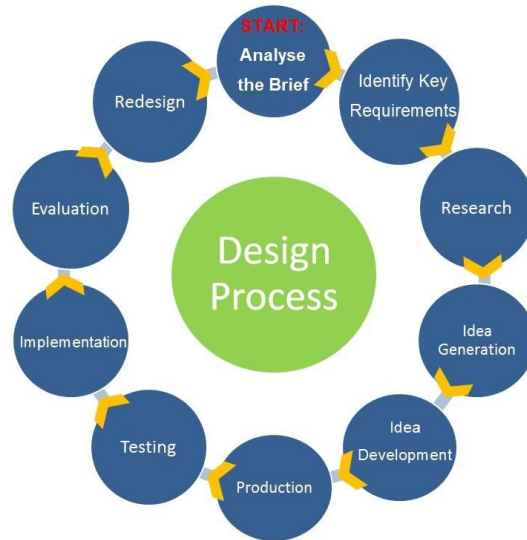 START:
Analyse
the Brief
Identify Key
Requirements
Research
Idea
Generation
Idea
Development
Production
Testing
Implementation
Evaluation
Redesign
Design
Process